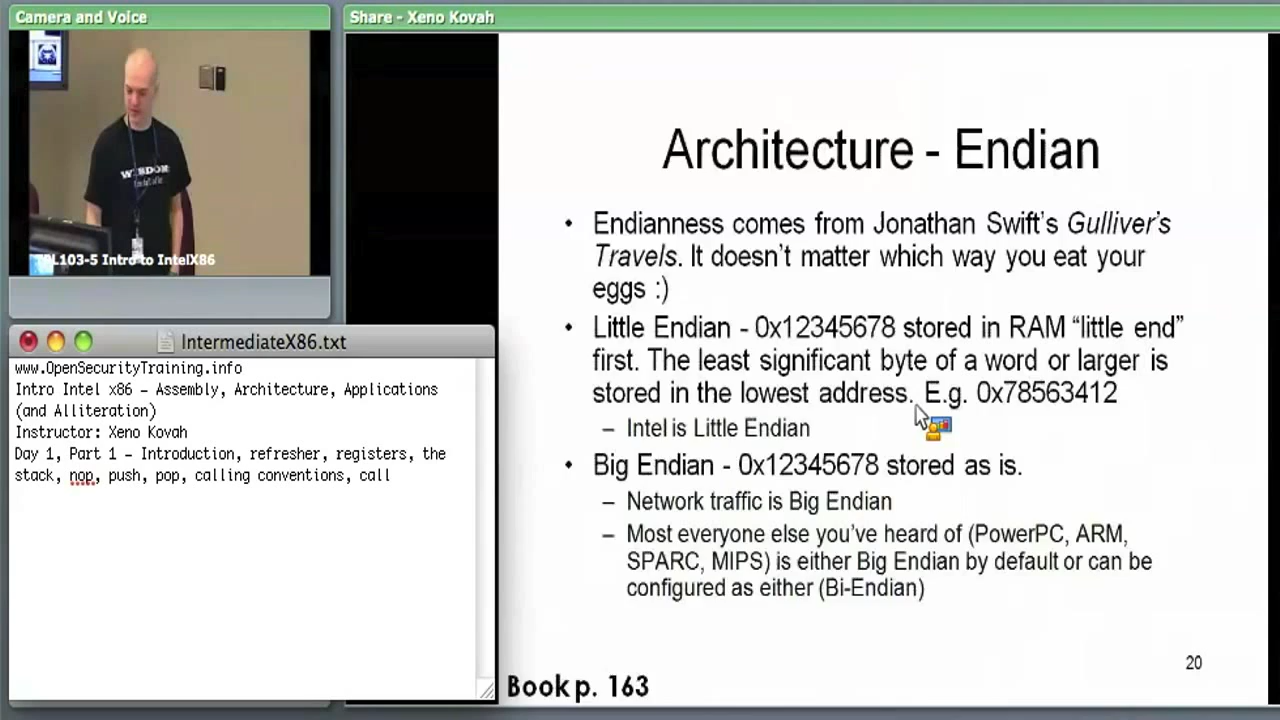 Camera and Voice
Share - Xeno Kovah
WISDOM
103-5 Intro to IntelX86
IntermediateX86.txt
www.OpenSecurityTraining.info
Intro Intel x86 – Assembly, Architecture, Applications
(and Alliteration)
Instructor: Xeno Kovah
Day 1, Part 1 – Introduction, refresher, registers, the
stack, nop, push, pop, calling conventions, call
Architecture - Endian
• Endianness comes from Jonathan Swift's Gulliver's
Travels. It doesn't matter which way you eat your
eggs :)
• Little Endian - 0x12345678 stored in RAM “little end”
first. The least significant byte of a word or larger is
stored in the lowest address. E.g. 0x78563412
– Intel is Little Endian
• Big Endian - 0x12345678 stored as is.
– Network traffic is Big Endian
– Most everyone else you've heard of (PowerPC, ARM,
SPARC, MIPS) is either Big Endian by default or can be
configured as either (Bi-Endian)
20
Book p. 163